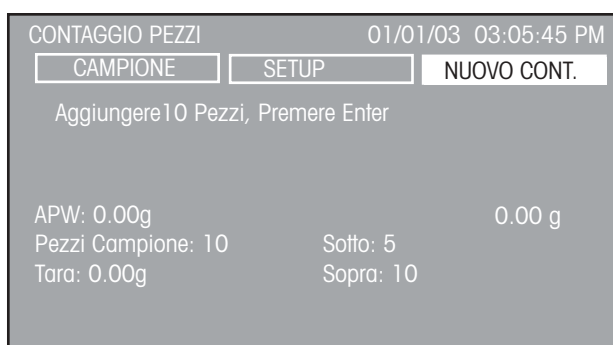 CONTAGGIO PEZZI 01/01/03 03:05:45 PM
CAMPIONE SETUP NUOVO CONT.
Aggiungere10 Pezzi, Premere Enter
APW: 0.00g 0.00 g
Pezzi Campione: 10 Sotto: 5
Tara: 0.00g Sopra: 10